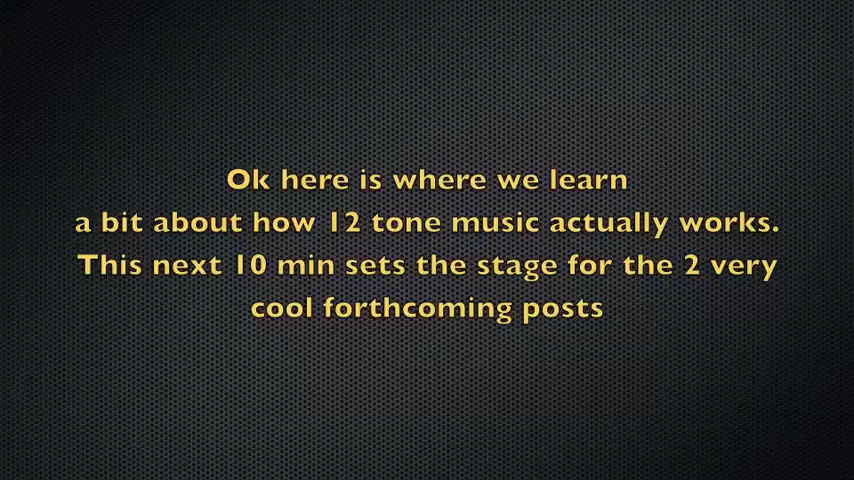 Ok here is where we learn
a bit about how 12 tone music actually works.
This next 10 min sets the stage for the 2 very
cool forthcoming posts